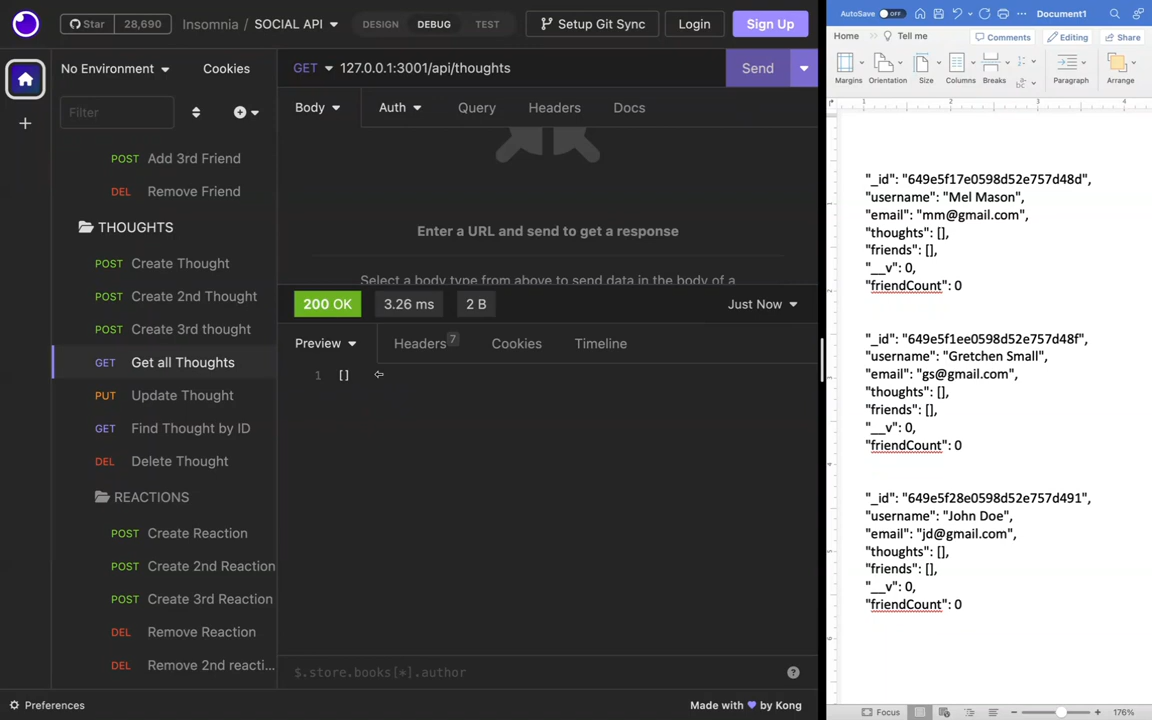 Star 28,690 Insomnia / SOCIAL API DESIGN DEBUG TEST Setup Git Sync Login Sign Up
No Environment Cookies
Filter
POST Add 3rd Friend
DEL Remove Friend
THOUGHTS
POST Create Thought
POST Create 2nd Thought
POST Create 3rd thought
GET Get all Thoughts
PUT Update Thought
GET Find Thought by ID
DEL Delete Thought
REACTIONS
POST Create Reaction
POST Create 2nd Reaction
POST Create 3rd Reaction
DEL Remove Reaction
DEL Remove 2nd reacti...
Preferences
GET 127.0.0.1:3001/api/thoughts Send
Body Auth Query Headers Docs
Enter a URL and send to get a response
Select a body type from above to send data in the body of a
200 OK 3.26 ms 2 B Just Now
Preview Headers 7 Cookies Timeline
1 []
$.store.books[*].author
Made with by Kong
AutoSave OFF Document1
Home Tell me Comments Editing Share
Margins Orientation Size Columns Breaks Paragraph Arrange
1 2 3 4
"_id": "649e5f17e0598d52e757d48d",
"username": "Mel Mason",
"email": "mm@gmail.com",
"thoughts": [],
"friends": [],
"__v": 0,
"friendCount": 0
"_id": "649e5f1ee0598d52e757d48f",
"username": "Gretchen Small",
"email": "gs@gmail.com",
"thoughts": [],
"friends": [],
"__v": 0,
"friendCount": 0
"_id": "649e5f28e0598d52e757d491",
"username": "John Doe",
"email": "jd@gmail.com",
"thoughts": [],
"friends": [],
"__v": 0,
"friendCount": 0
Focus 176%